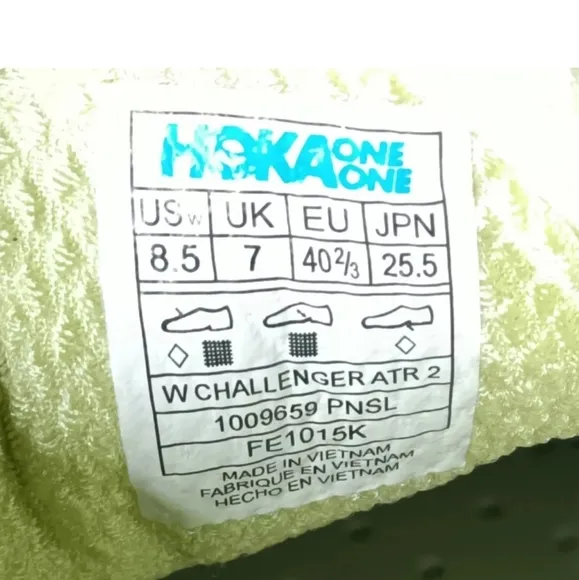 HOKA ONE ONE
USw UK EU JPN
8.5 7 40 2/3 25.5
W CHALLENGER ATR 2
1009659 PNSL
FE1015K
MADE IN VIETNAM
FABRIQUE EN VIETNAM
HECHO EN VIETNAM